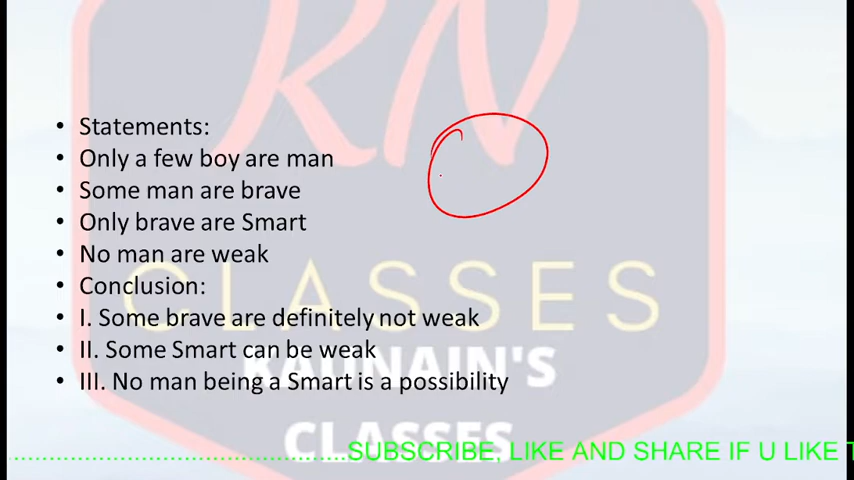 RN
• Statements:
• Only a few boy are man
• Some man are brave
• Only brave are Smart
• No man are weak
• Conclusion:
CLASSES
• I. Some brave are definitely not weak
• II. Some Smart can be weak
KAUNAIN'S
• III. No man being a Smart is a possibility
CLASSES
SUBSCRIBE, LIKE AND SHARE IF U LIKE T